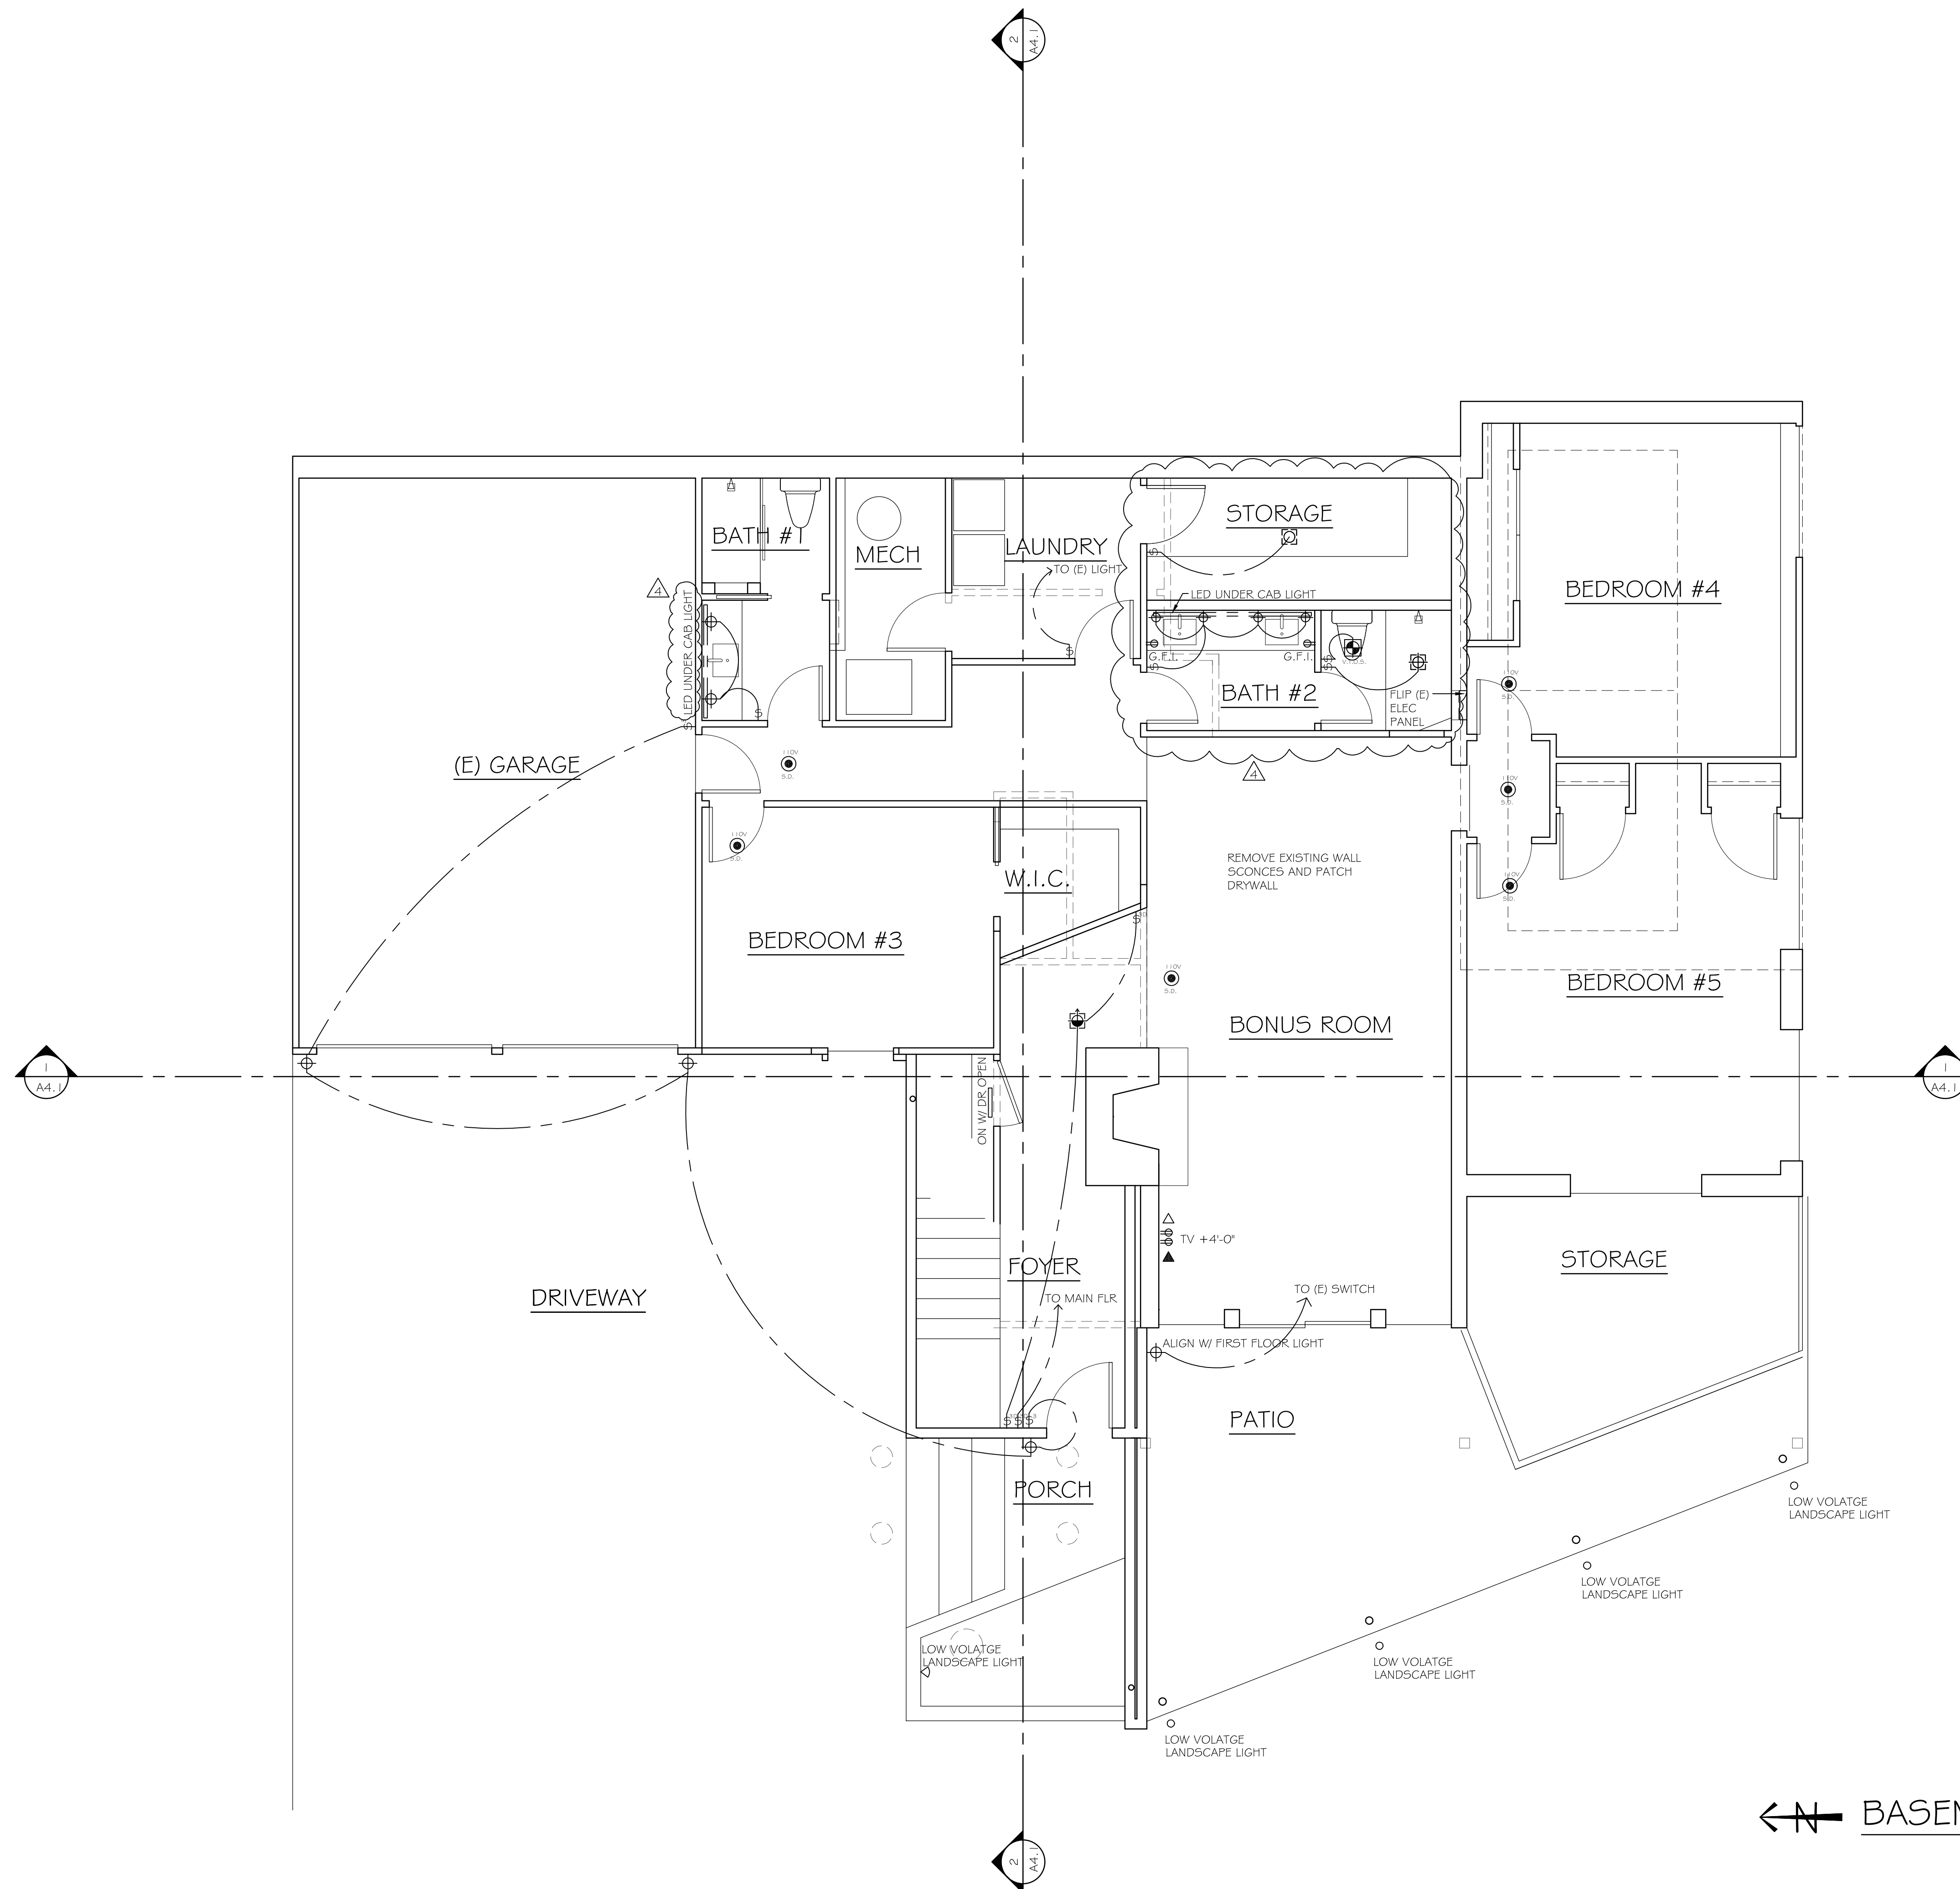 2
A4.1
STORAGE
BATH #1
MECH
LAUNDRY
TO (E) LIGHT
S
4
LED UNDER CAB LIGHT
BEDROOM #4
S LED UNDER CAB LIGHT
S
S
G.F.I.
G.F.I.
S
SS
V.T.O.S.
BATH #2
FLIP (E)
ELEC
PANEL
110V
S.D.
(E) GARAGE
110V
S.D.
4
110V
S.D.
110V
S.D.
REMOVE EXISTING WALL
SCONCES AND PATCH
DRYWALL
W.I.C.
110V
S.D.
S 3D
BEDROOM #3
110V
S.D.
BEDROOM #5
BONUS ROOM
1
A4.1
1
A4.1
ON W/ DR OPEN
TV +4'-0"
STORAGE
FOYER
TO MAIN FLR
DRIVEWAY
TO (E) SWITCH
ALIGN W/ FIRST FLOOR LIGHT
S S S
PATIO
PORCH
LOW VOLATGE
LANDSCAPE LIGHT
LOW VOLATGE
LANDSCAPE LIGHT
LOW VOLATGE
LANDSCAPE LIGHT
LOW VOLATGE
LANDSCAPE LIGHT
LOW VOLATGE
LANDSCAPE LIGHT
N
BASEM
2
A4.1